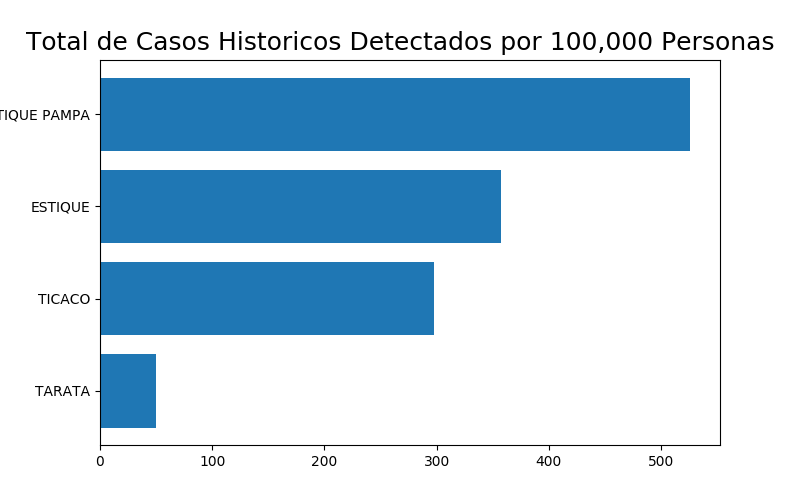 Total de Casos Historicos Detectados por 100,000 Personas
TIQUE PAMPA
ESTIQUE
TICACO
TARATA
0 100 200 300 400 500